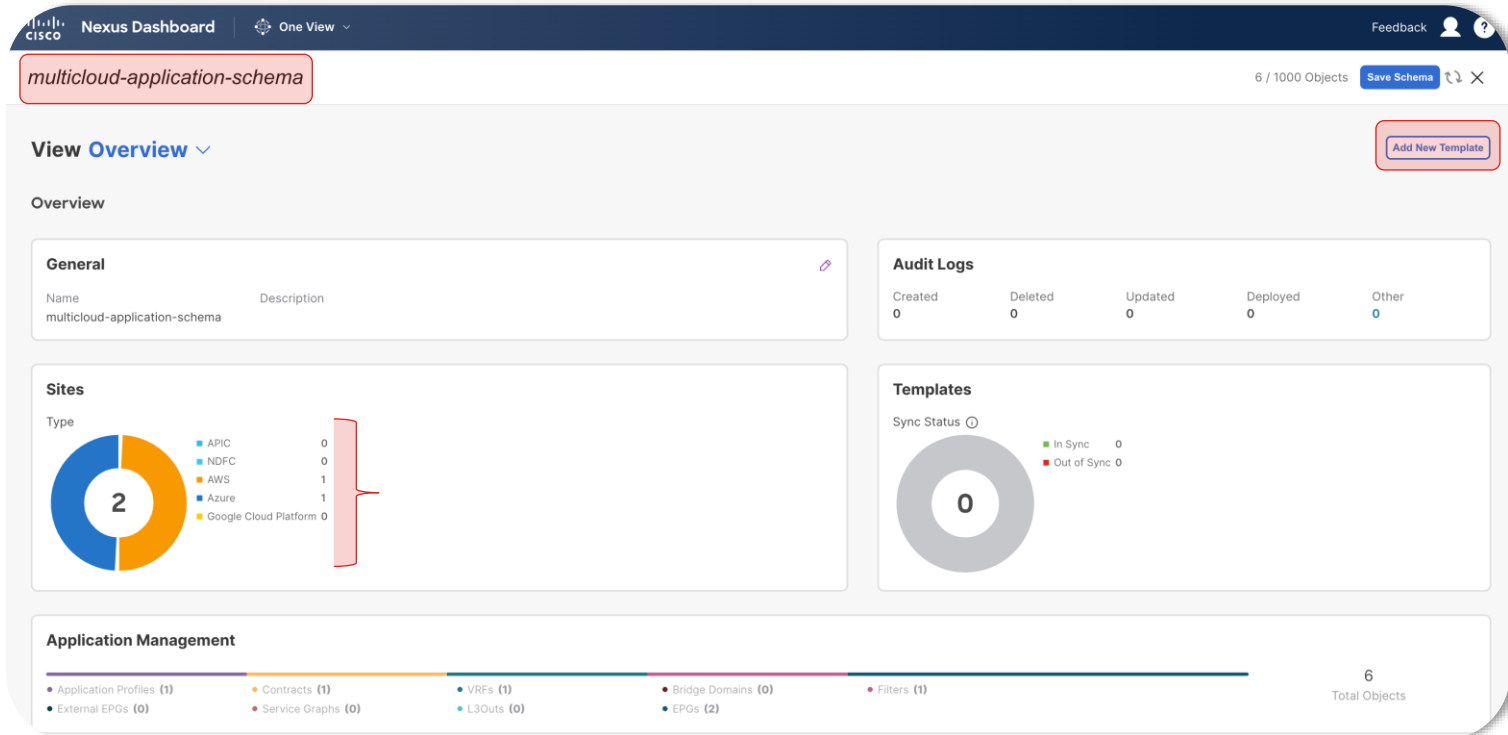 CISCO Nexus Dashboard One View Feedback ?
multicloud-application-schema 6 / 1000 Objects Save Schema
View Overview Add New Template
Overview
General
Name Description
multicloud-application-schema
Audit Logs
Created Deleted Updated Deployed Other
0 0 0 0 0
Sites
Type
2
APIC 0
NDFC 0
AWS 1
Azure 1
Google Cloud Platform 0
Templates
Sync Status
0
In Sync 0
Out of Sync 0
Application Management
Application Profiles (1) Contracts (1) VRFs (1) Bridge Domains (0) Filters (1)
External EPGs (0) Service Graphs (0) L3Outs (0) EPGs (2)
6
Total Objects